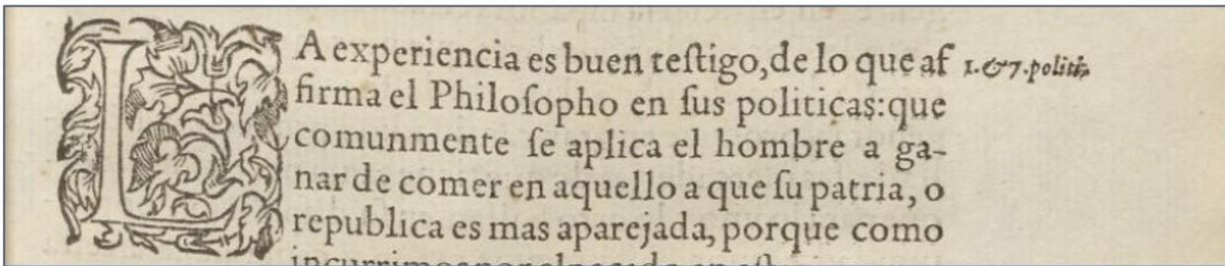 LA experiencia es buen teſtigo, de lo que af
firma el Philoſopho en ſus politicas: que
comunmente ſe aplica el hombre a ga-
nar de comer en aquello a que ſu patria, o
republica es mas aparejada, porque como
1.&7.politi.